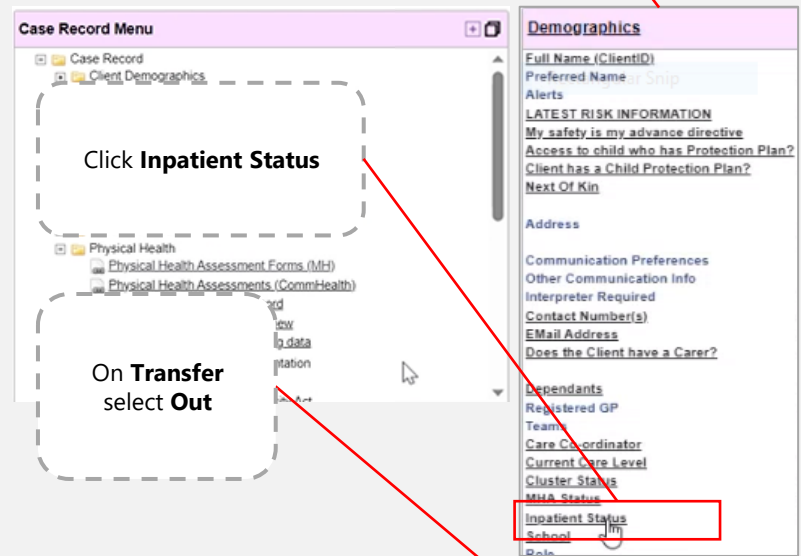 Case Record Menu
Case Record
Client Demographics
Click Inpatient Status
Physical Health
Physical Health Assessment Forms (MH)
Physical Health Assessments (CommHealth)
On Transfer
select Out
Demographics
Full Name (ClientID)
Preferred Name
Snip
Alerts
LATEST RISK INFORMATION
My safety is my advance directive
Access to child who has Protection Plan?
Client has a Child Protection Plan?
Next Of Kin
Address
Communication Preferences
Other Communication Info
Interpreter Required
Contact Number(s)
EMail Address
Does the Client have a Carer?
Dependants
Registered GP
Teams
Care Co-ordinator
Current Care Level
Cluster Status
MHA Status
Inpatient Status
School
Role